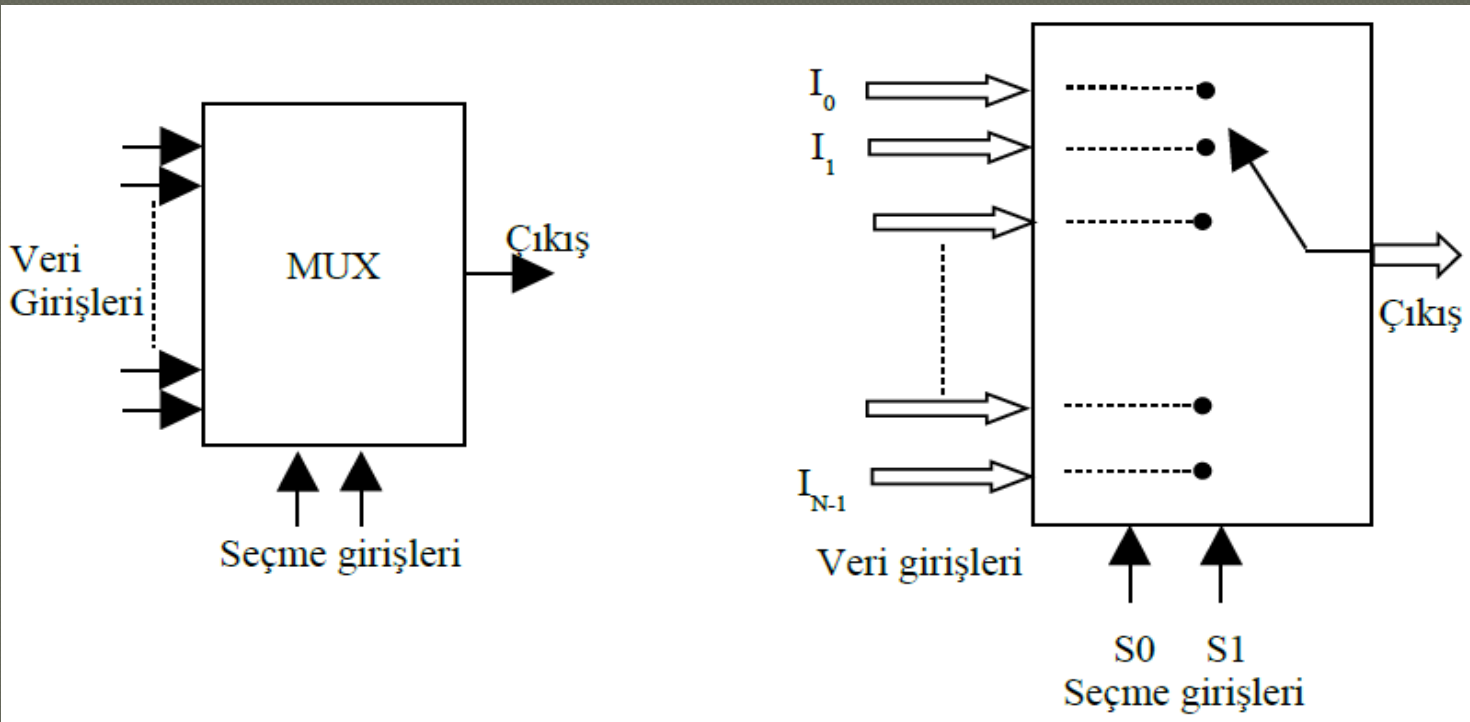 Veri
Girişleri
MUX
Çıkış
Seçme girişleri
I0
I1
IN-1
Veri girişleri
Çıkış
S0 S1
Seçme girişleri